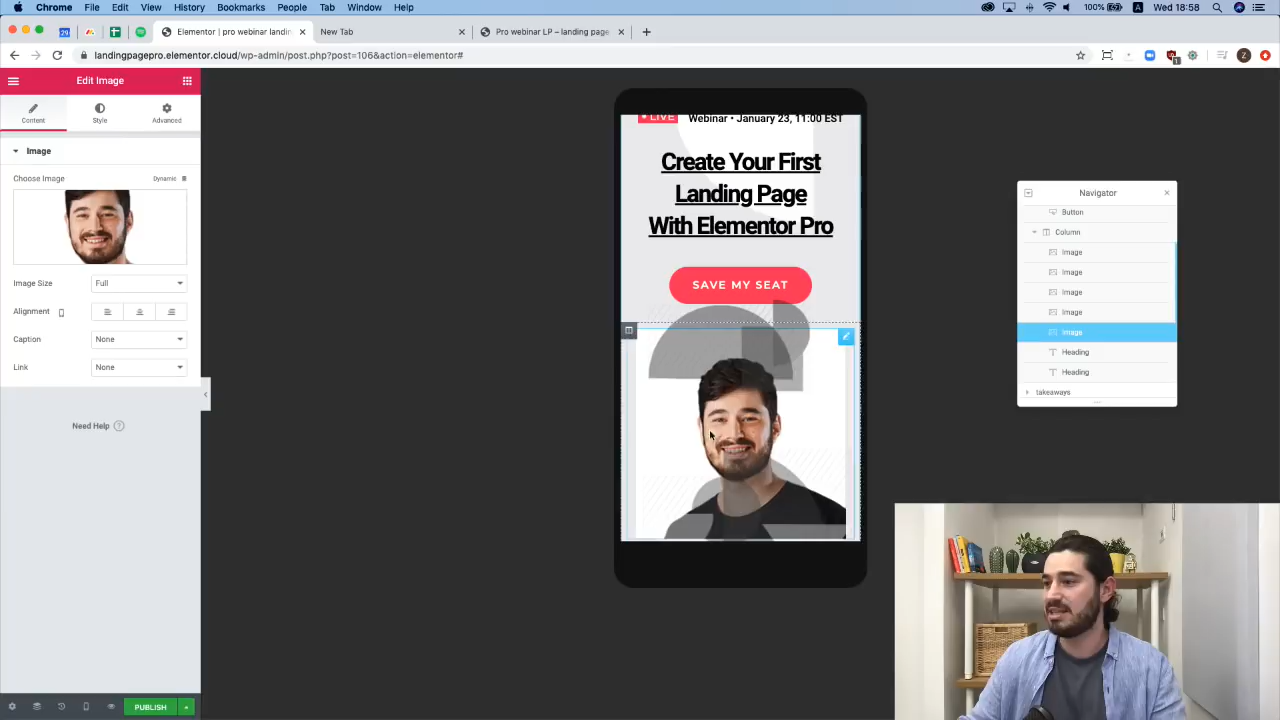 Chrome File Edit View History Bookmarks People Tab Window Help
100% A Wed 18:58
Elementor | pro webinar landin
New Tab
Pro webinar LP – landing page
landingpagepro.elementor.cloud/wp-admin/post.php?post=106&action=elementor#
1
Z
Edit Image
Content Style Advanced
Image
Choose Image Dynamic
Image Size Full
Alignment
Caption None
Link None
Need Help ?
PUBLISH
LIVE Webinar • January 23, 11:00 EST
Create Your First
Landing Page
With Elementor Pro
SAVE MY SEAT
Navigator
Button
Column
Image
Image
Image
Image
Image
Heading
Heading
takeaways